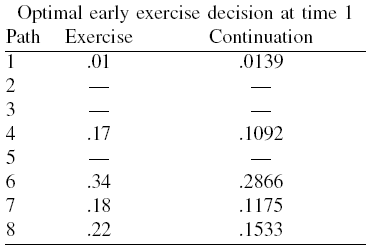 Optimal early exercise decision at time 1
Path Exercise Continuation
1 .01 .0139
2 — —
3 — —
4 .17 .1092
5 — —
6 .34 .2866
7 .18 .1175
8 .22 .1533